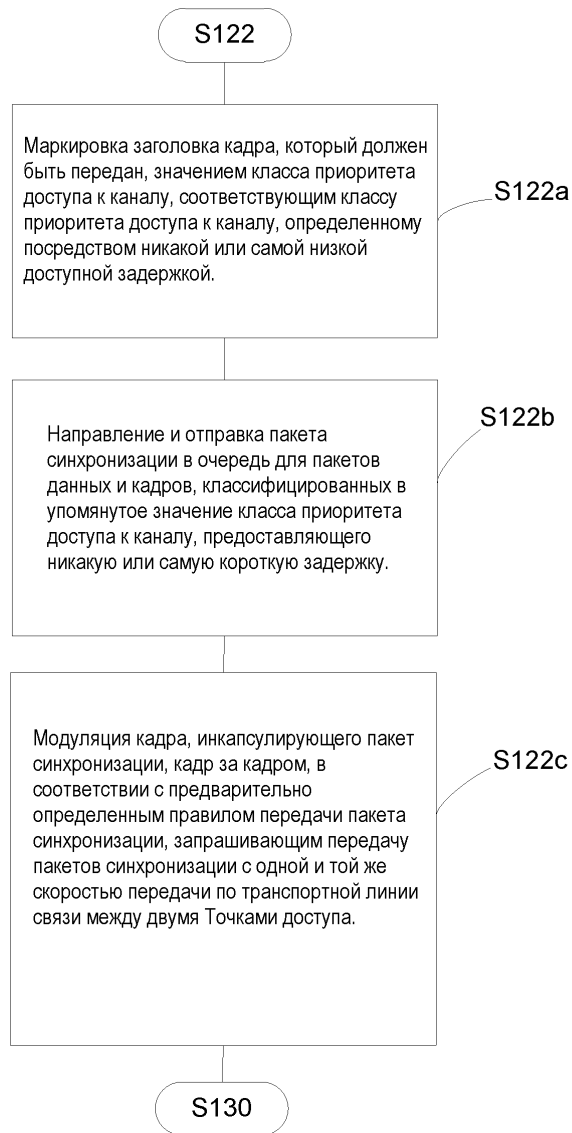 S122
Маркировка заголовка кадра, который должен
быть передан, значением класса приоритета
доступа к каналу, соответствующим классу
приоритета доступа к каналу, определенному
посредством никакой или самой низкой
доступной задержкой.
S122a
Направление и отправка пакета
синхронизации в очередь для пакетов
данных и кадров, классифицированных в
упомянутое значение класса приоритета
доступа к каналу, предоставляющего
никакую или самую короткую задержку.
S122b
Модуляция кадра, инкапсулирующего пакет
синхронизации, кадр за кадром, в
соответствии с предварительно
определенным правилом передачи пакета
синхронизации, запрашивающим передачу
пакетов синхронизации с одной и той же
скоростью передачи по транспортной линии
связи между двумя Точками доступа.
S122c
S130